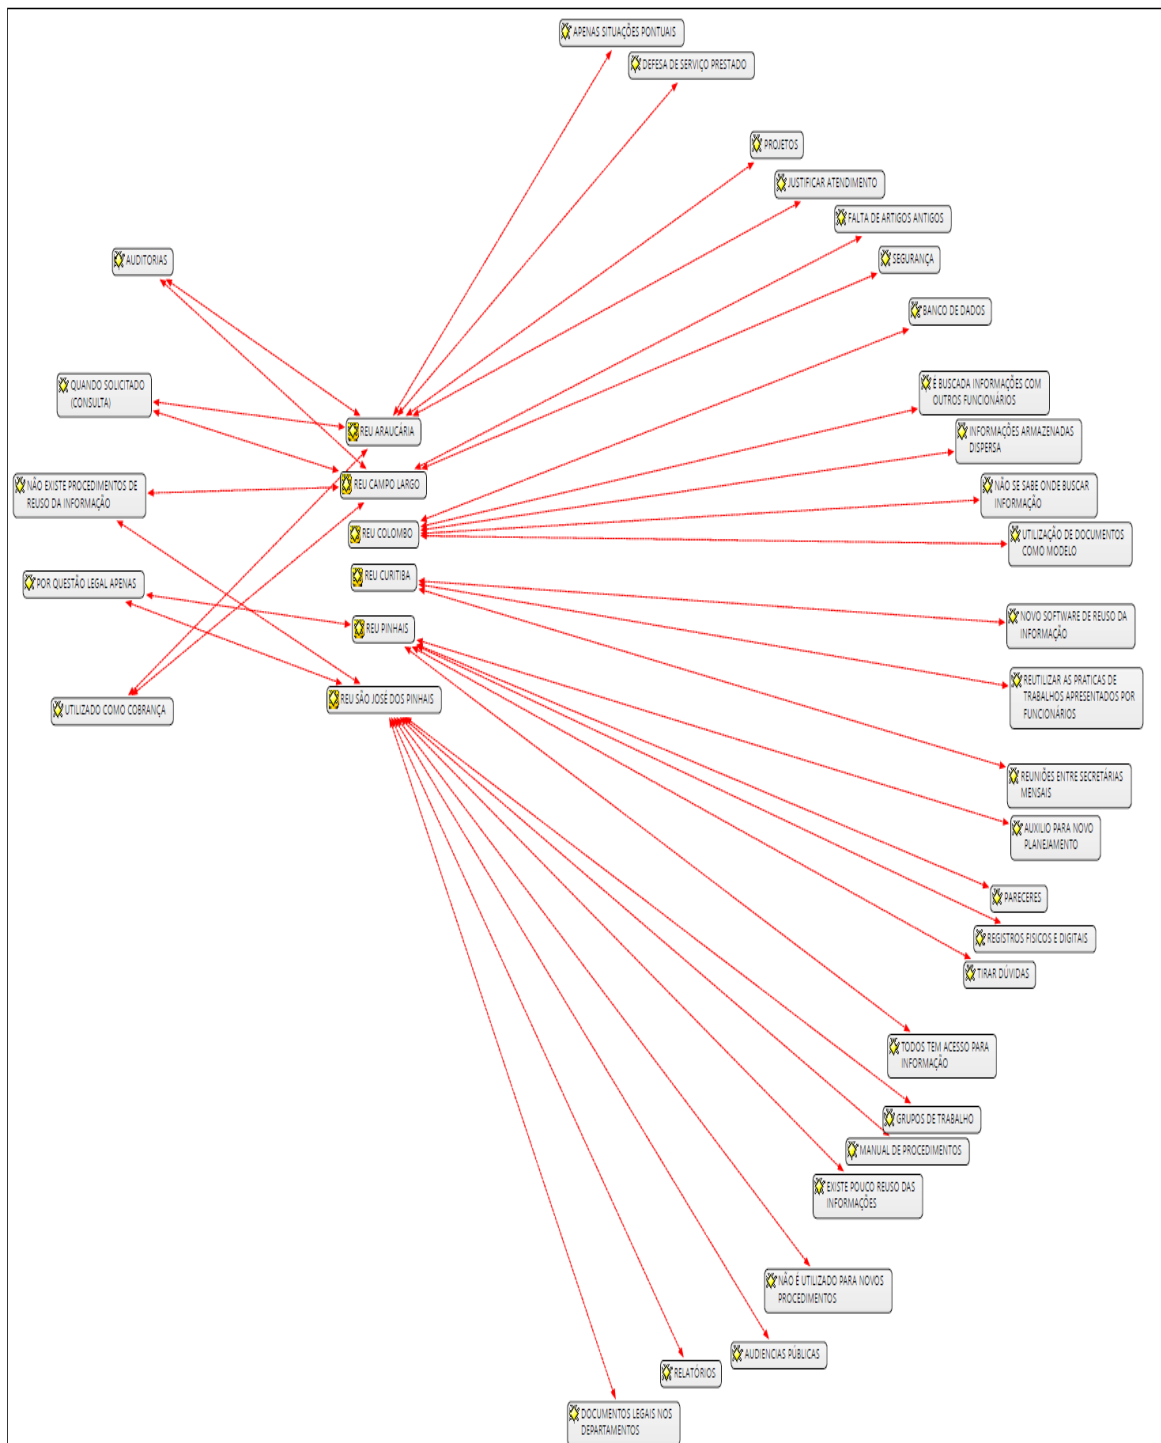 APENAS SITUAÇÕES PONTUAIS
DEFESA DE SERVIÇO PRESTADO
PROJETOS
JUSTIFICAR ATENDIMENTO
FALTA DE ARTIGOS ANTIGOS
AUDITORIAS
SEGURANÇA
BANCO DE DADOS
QUANDO SOLICITADO
(CONSULTA)
É BUSCADA INFORMAÇÕES COM
OUTROS FUNCIONÁRIOS
REU ARAUCÁRIA
INFORMAÇÕES ARMAZENADAS
DISPERSA
NÃO EXISTE PROCEDIMENTOS DE
REUSO DA INFORMAÇÃO
REU CAMPO LARGO
NÃO SE SABE ONDE BUSCAR
INFORMAÇÃO
REU COLOMBO
UTILIZAÇÃO DE DOCUMENTOS
COMO MODELO
POR QUESTÃO LEGAL APENAS
REU CURITIBA
REU PINHAIS
NOVO SOFTWARE DE REUSO DA
INFORMAÇÃO
UTILIZADO COMO COBRANÇA
REU SÃO JOSÉ DOS PINHAIS
REUTILIZAR AS PRATICAS DE
TRABALHOS APRESENTADOS POR
FUNCIONÁRIOS
REUNIÕES ENTRE SECRETÁRIAS
MENSAIS
AUXILIO PARA NOVO
PLANEJAMENTO
PARECERES
REGISTROS FISICOS E DIGITAIS
TIRAR DÚVIDAS
TODOS TEM ACESSO PARA
INFORMAÇÃO
GRUPOS DE TRABALHO
MANUAL DE PROCEDIMENTOS
EXISTE POUCO REUSO DAS
INFORMAÇÕES
NÃO É UTILIZADO PARA NOVOS
PROCEDIMENTOS
AUDIENCIAS PÚBLICAS
RELATÓRIOS
DOCUMENTOS LEGAIS NOS
DEPARTAMENTOS